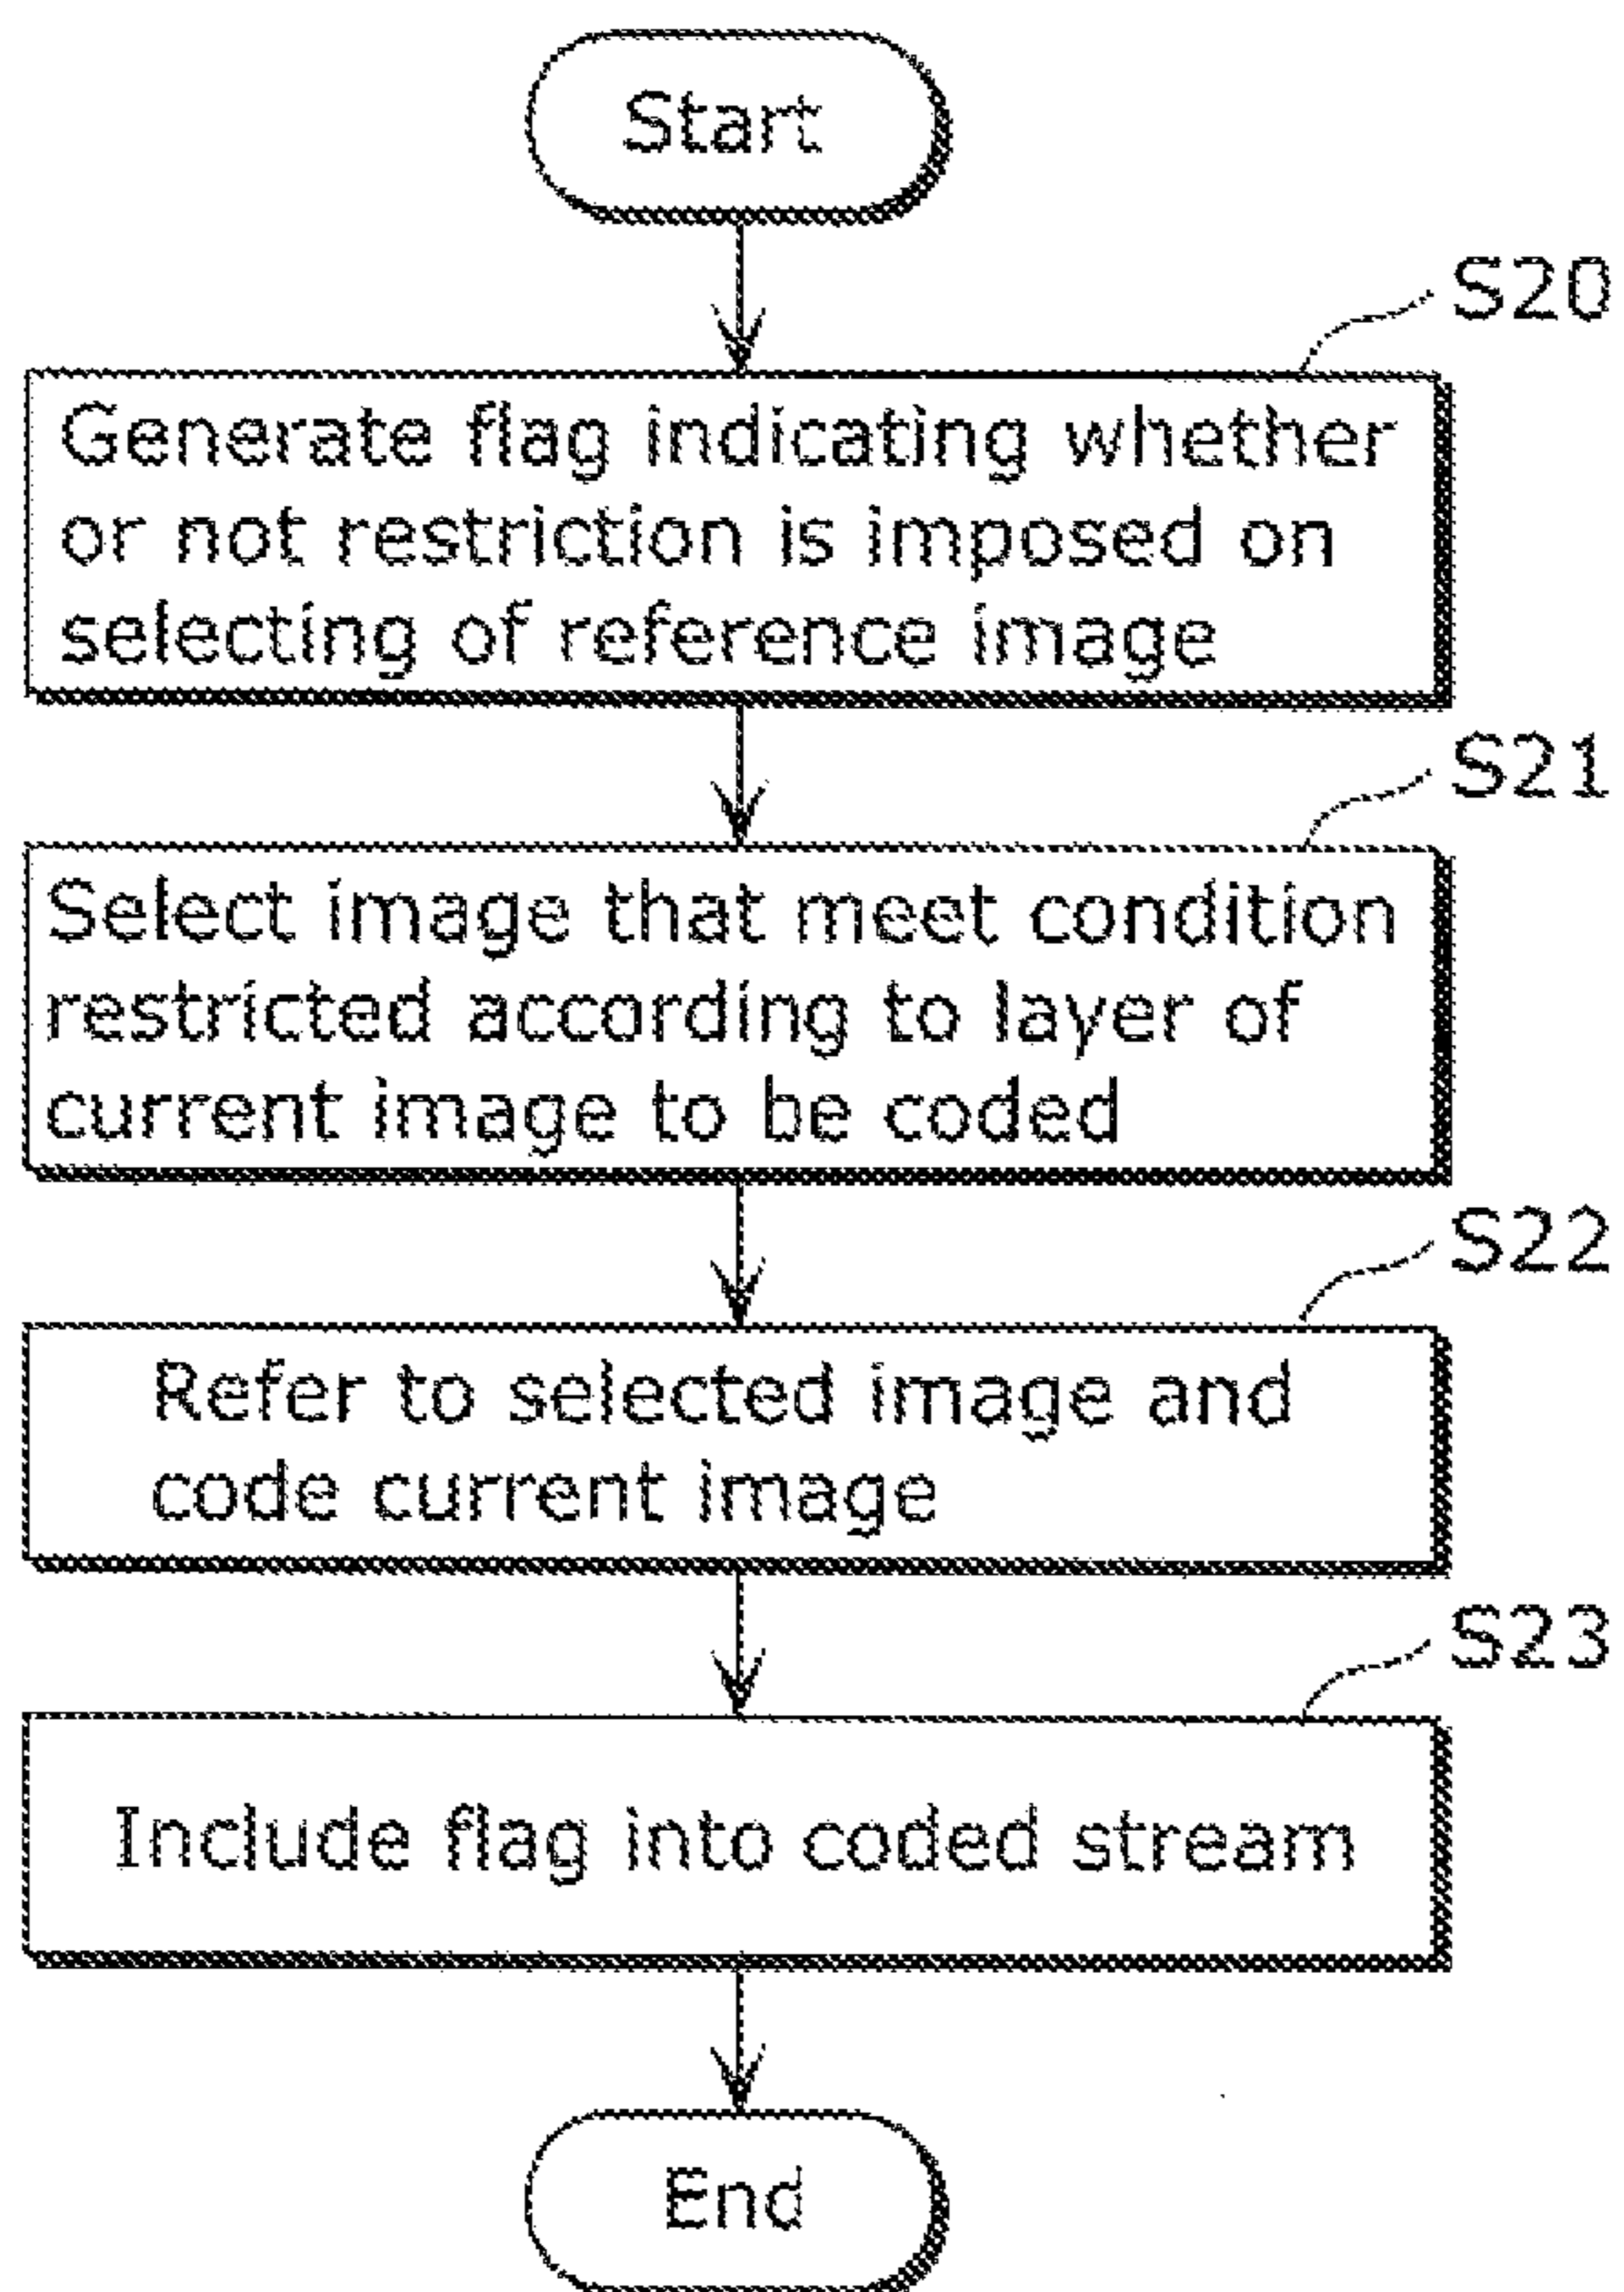 Start
S20
Generate flag indicating whether
or not restriction is imposed on
selecting of reference image
S21
Select image that meet condition
restricted according to layer of
current image to be coded
S22
Refer to selected image and
code current image
S23
Include flag into coded stream
End